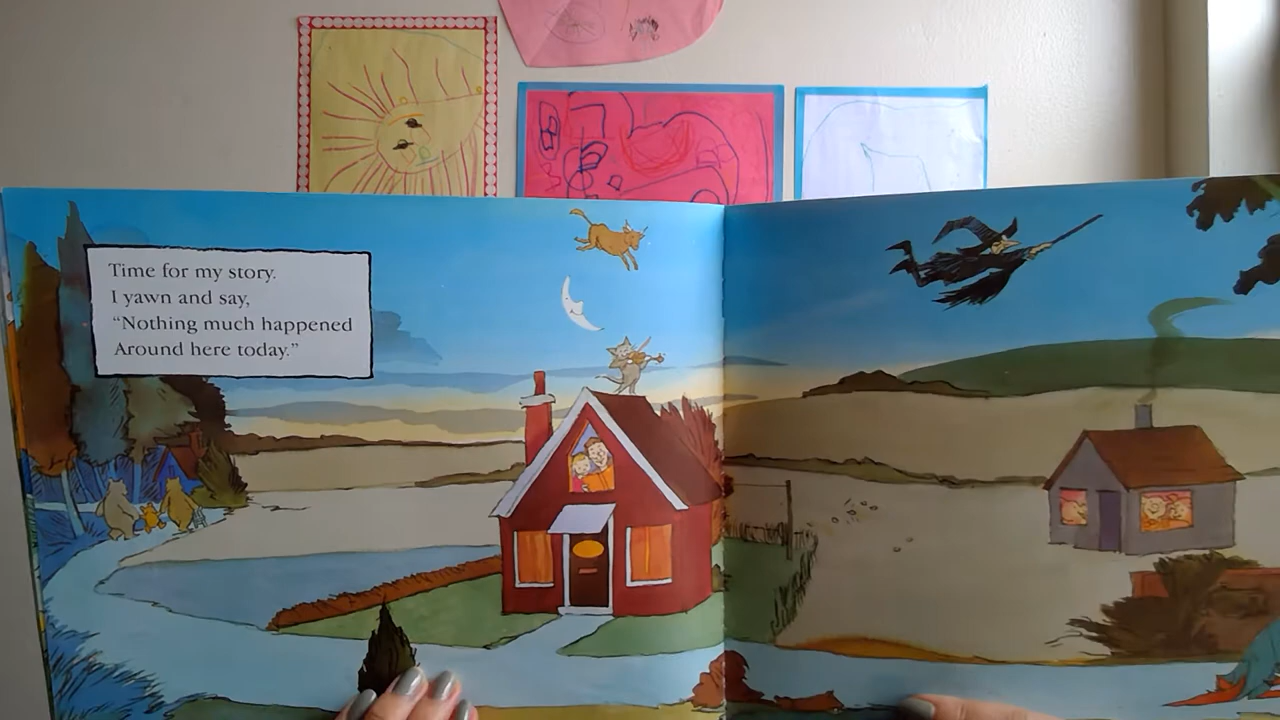 Time for my story.
I yawn and say,
“Nothing much happened
Around here today.”